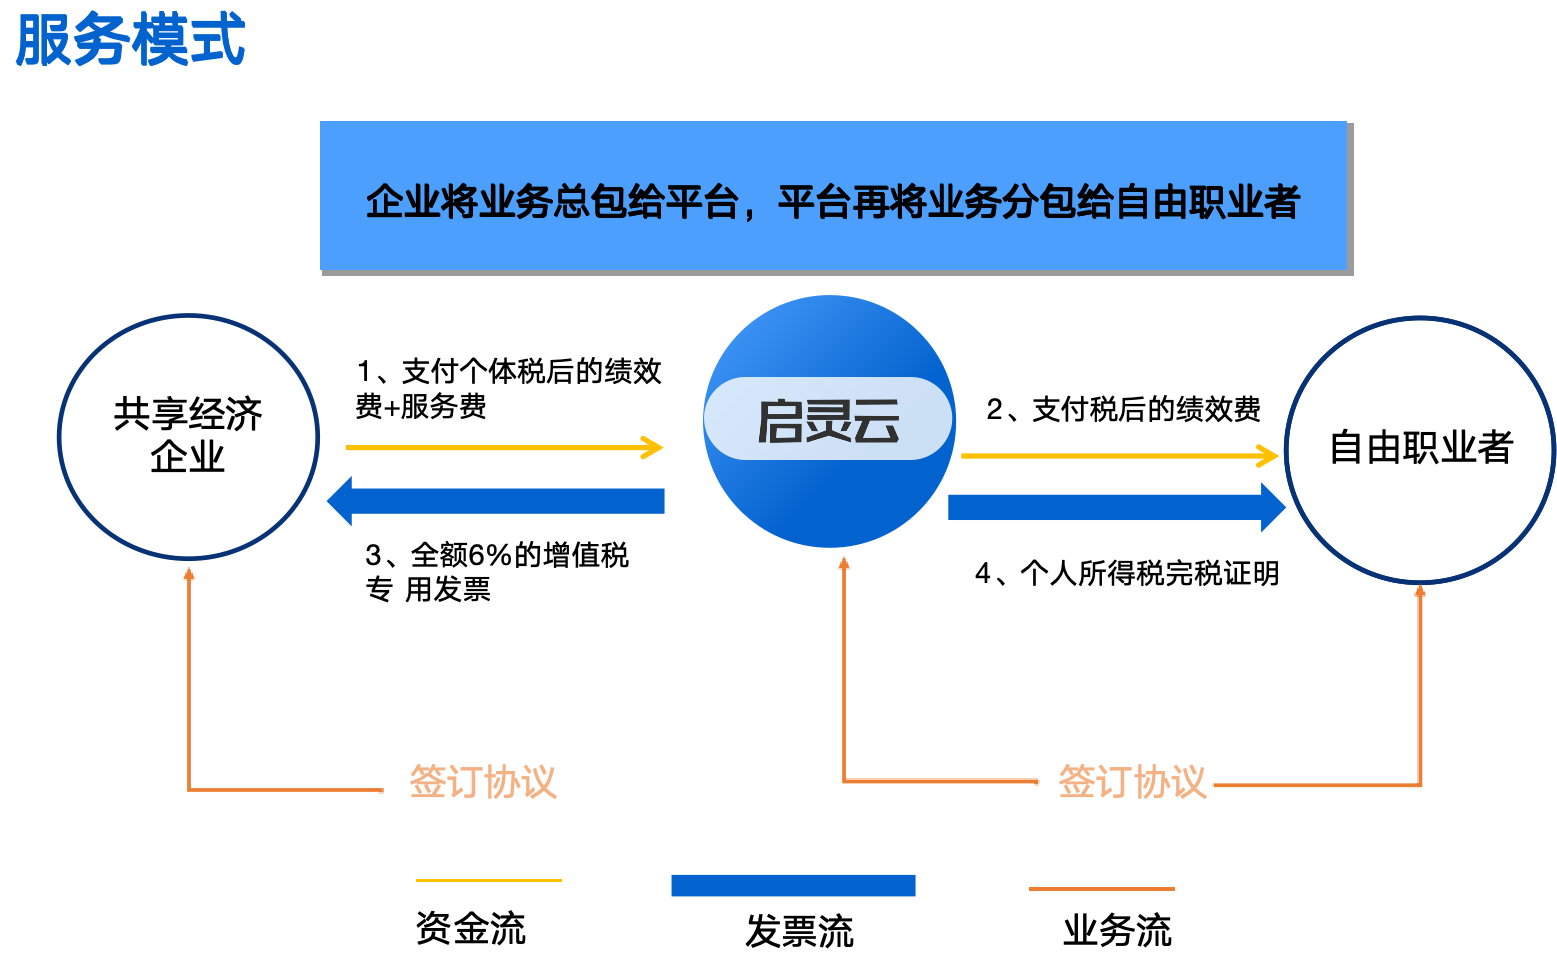 服务模式
企业将业务总包给平台，平台再将业务分包给自由职业者
共享经济
企业
1、支付个体税后的绩效
费+服务费
启灵云
2、支付税后的绩效费
自由职业者
3、全额6%的增值税
专 用发票
4、个人所得税完税证明
签订协议
签订协议
资金流
发票流
业务流